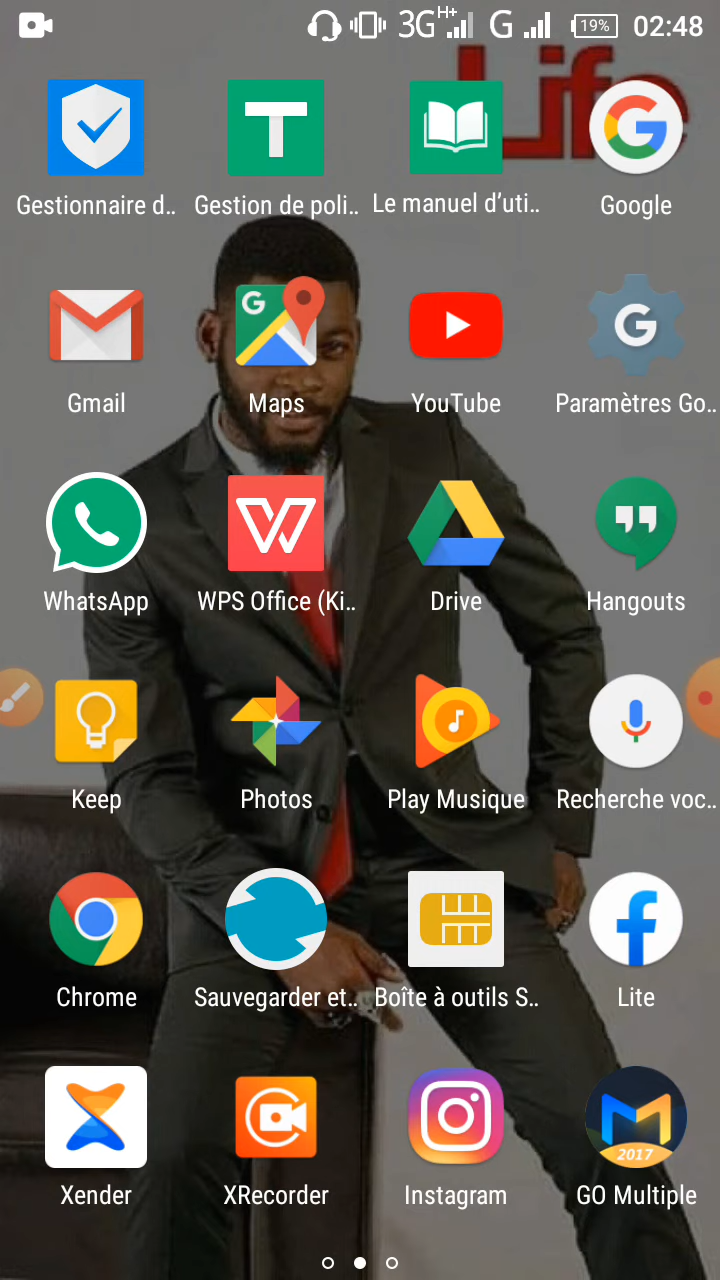 3G H+ G 19% 02:48
Life
Gestionnaire d..
Gestion de poli..
Le manuel d'uti..
Google
Gmail
Maps
YouTube
Paramètres Go..
WhatsApp
WPS Office (Ki..
Drive
Hangouts
Keep
Photos
Play Musique
Recherche voc..
Chrome
Sauvegarder et..
Boîte à outils S..
Lite
2017
Xender
XRecorder
Instagram
GO Multiple